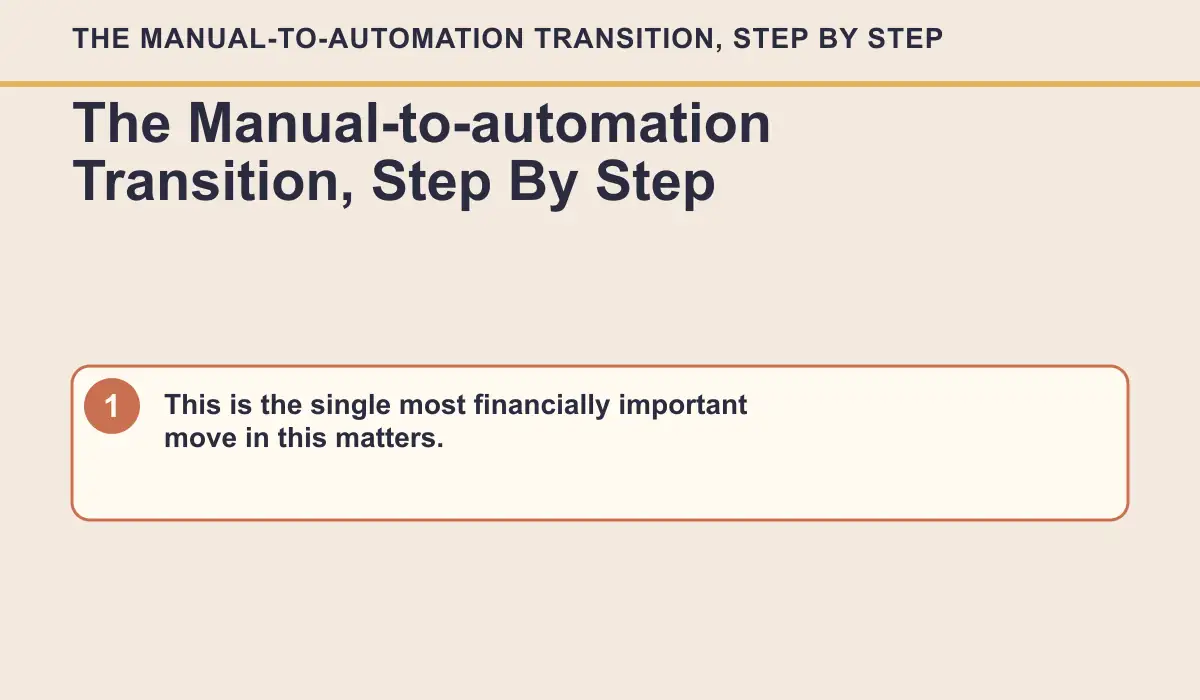 THE MANUAL-TO-AUTOMATION TRANSITION, STEP BY STEP
The Manual-to-automation
Transition, Step By Step
1
This is the single most financially important
move in this matters.